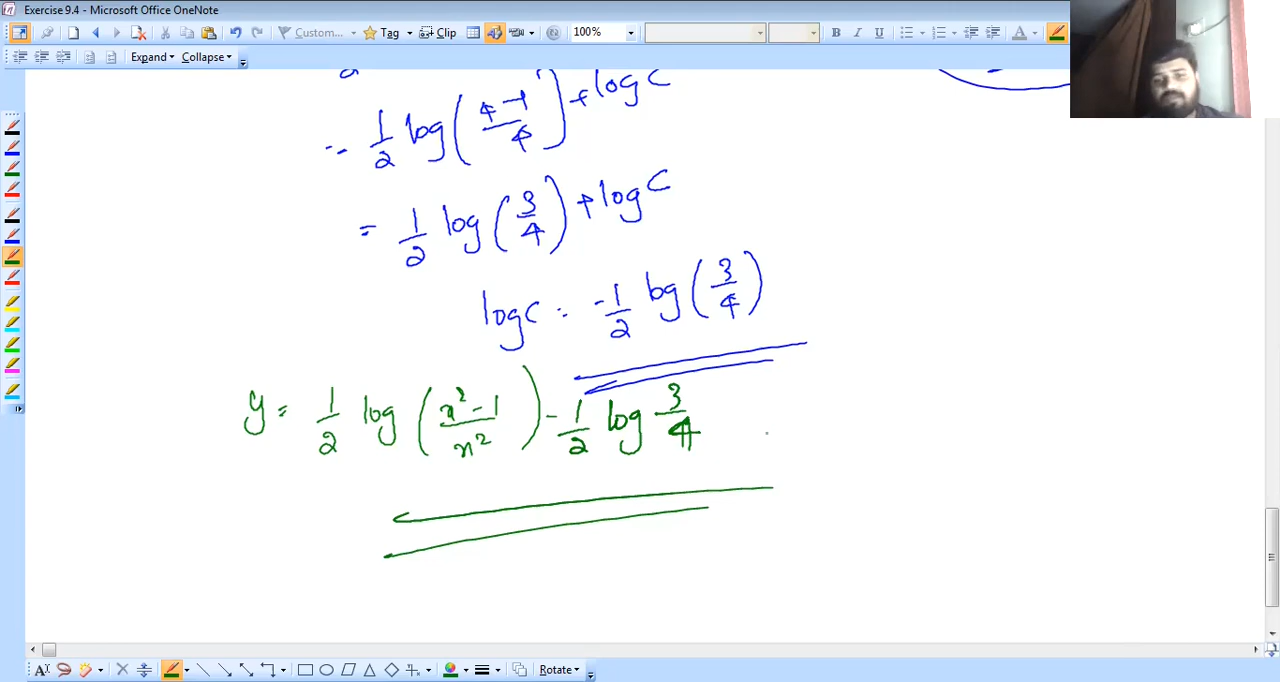 Exercise 9.4 - Microsoft Office OneNote
Custom... Tag Clip 100% B I U A
Expand Collapse
= 1/2 log ( (4-1)/4 ) + log C
= 1/2 log ( 3/4 ) + log C
log C = -1/2 log ( 3/4 )
y = 1/2 log ( (x² - 1)/x² ) - 1/2 log 3/4
Rotate